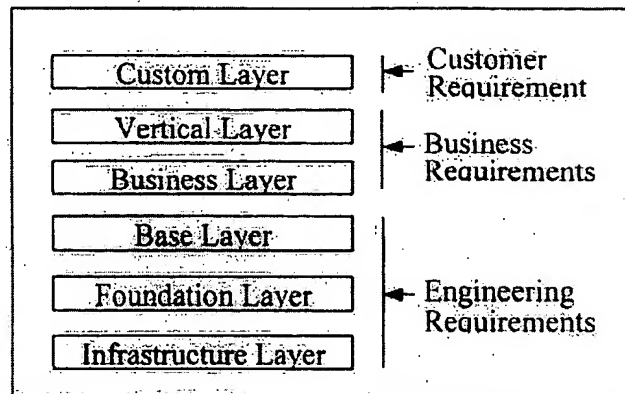 Custom Layer
Customer
Requirement
Vertical Layer
Business Layer
Business
Requirements
Base Layer
Foundation Layer
Infrastructure Layer
Engineering
Requirements